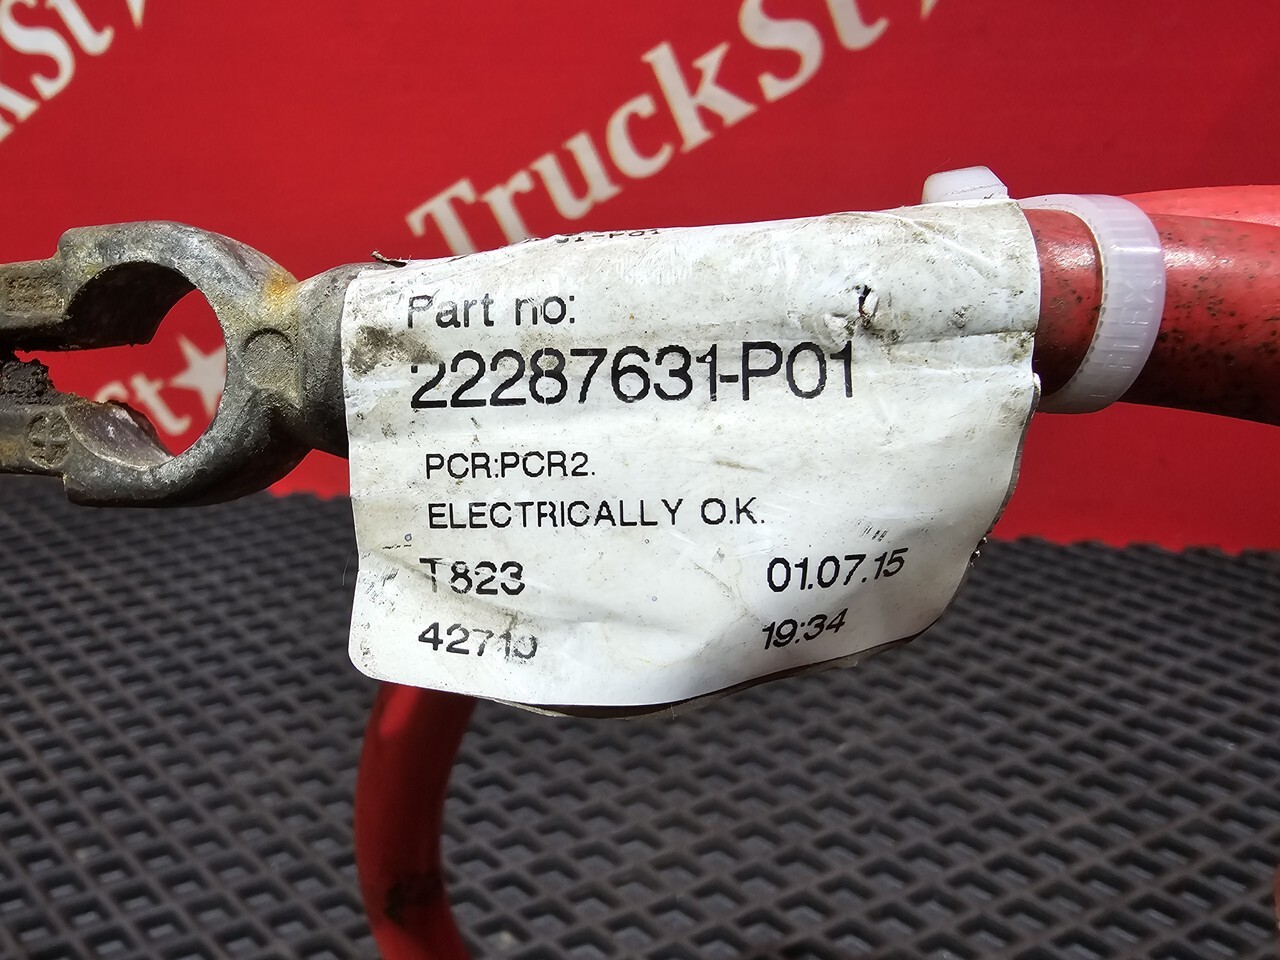 TruckSt
Part no:
22287631-P01
PCR:PCR2.
ELECTRICALLY O.K.
T823 01.07.15
19:34